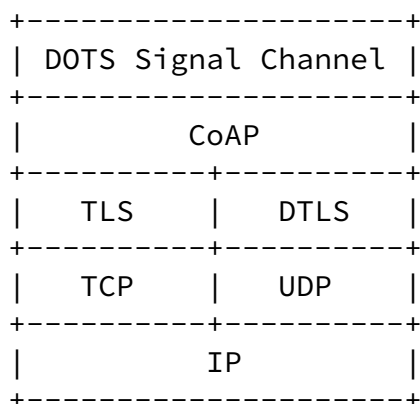 +----------------------+
| DOTS Signal Channel |
+----------------------+
|         CoAP         |
+----------+-----------+
|   TLS    |   DTLS    |
+----------+-----------+
|   TCP    |   UDP     |
+----------+-----------+
|          IP          |
+----------------------+